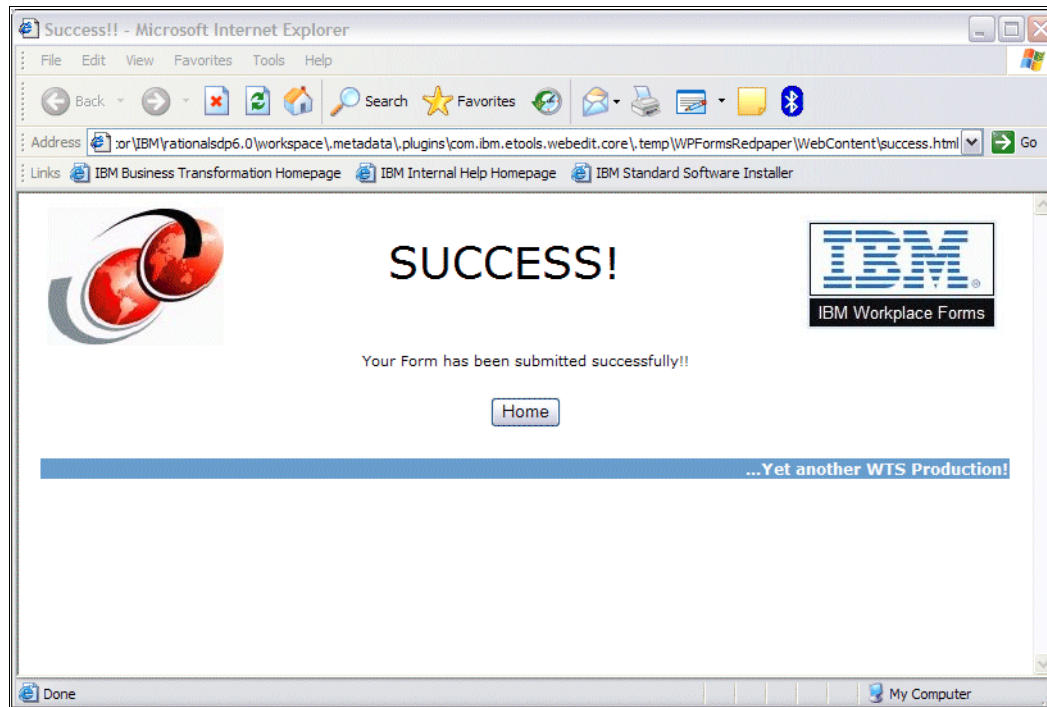 Success!! - Microsoft Internet Explorer
File Edit View Favorites Tools Help
Back Search Favorites
Address or\IBM\rationalsdp6.0\workspace\.metadata\.plugins\com.ibm.etools.webedit.core\.temp\WPFormsRedpaper\WebContent\success.html Go
Links IBM Business Transformation Homepage IBM Internal Help Homepage IBM Standard Software Installer
SUCCESS!
IBM®
IBM Workplace Forms
Your Form has been submitted successfully!!
Home
...Yet another WTS Production!
Done My Computer